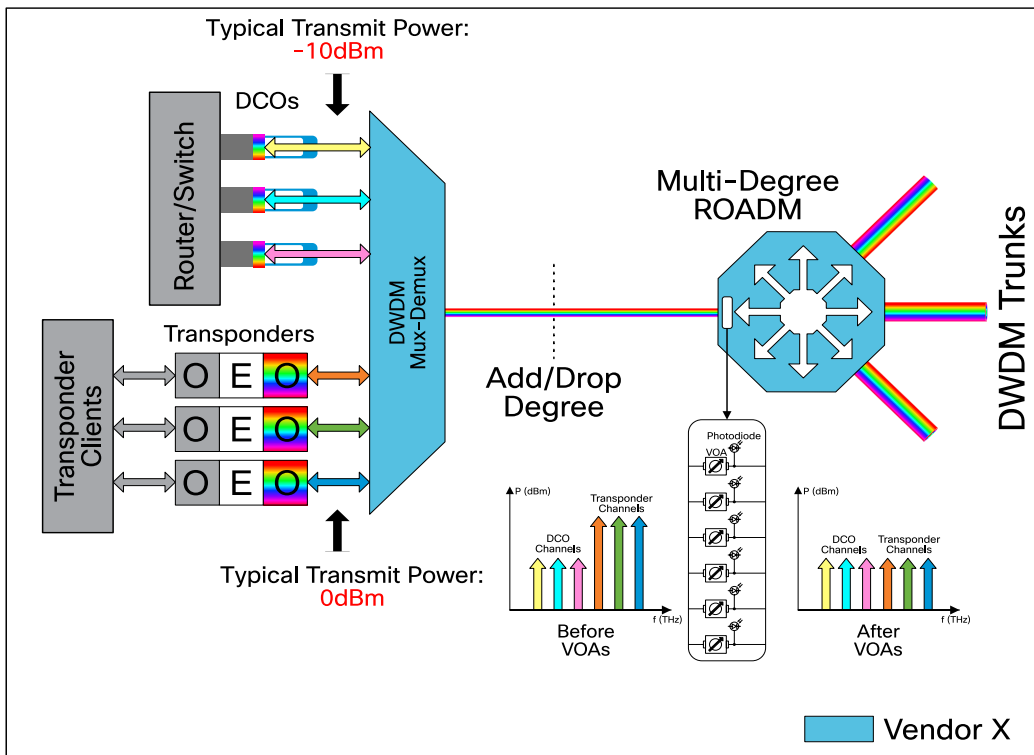 Typical Transmit Power:
-10dBm
DCOs
Router/Switch
DWDM
Mux-Demux
Multi-Degree
ROADM
DWDM Trunks
Transponders
Transponder
Clients
O E O
O E O
O E O
Add/Drop
Degree
Typical Transmit Power:
0dBm
Photodiode
VOA
P (dBm)
Transponder
Channels
DCO
Channels
f (THz)
Before
VOAs
P (dBm)
DCO
Channels
Transponder
Channels
f (THz)
After
VOAs
Vendor X